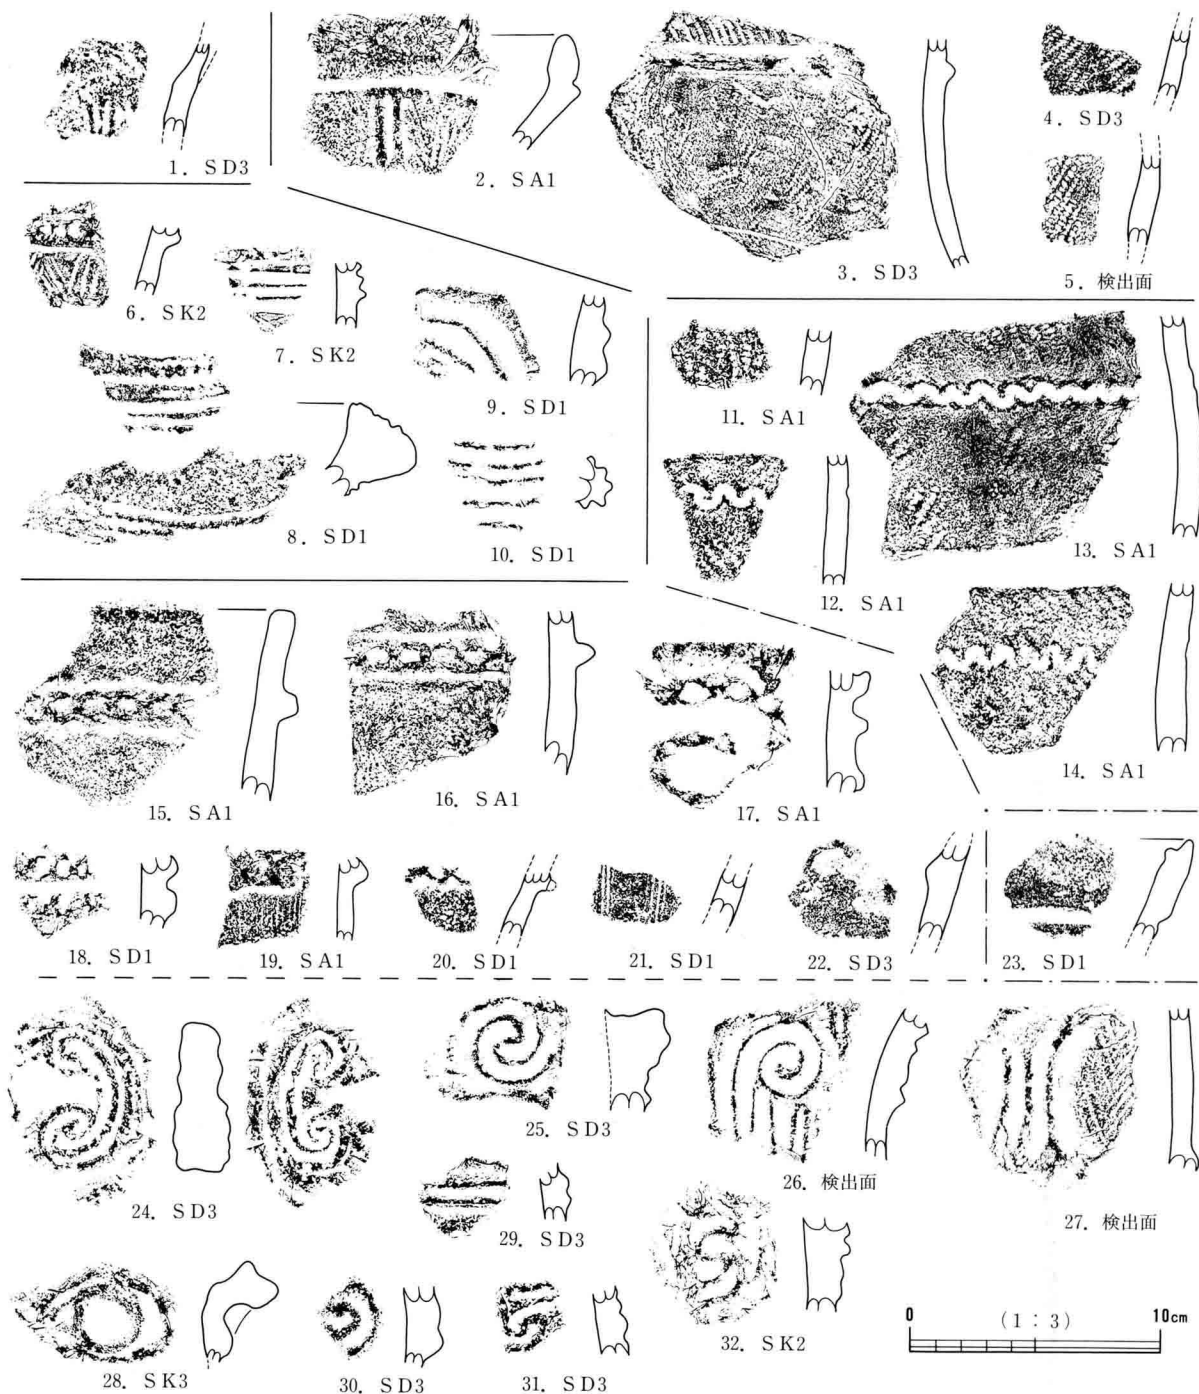 1. SD3
2. SA1
3. SD3
4. SD3
5. 検出面
6. SK2
7. SK2
8. SD1
9. SD1
10. SD1
11. SA1
12. SA1
13. SA1
14. SA1
15. SA1
16. SA1
17. SA1
18. SD1
19. SA1
20. SD1
21. SD1
22. SD3
23. SD1
24. SD3
25. SD3
26. 検出面
27. 検出面
28. SK3
29. SD3
30. SD3
31. SD3
32. SK2
0 (1:3) 10cm